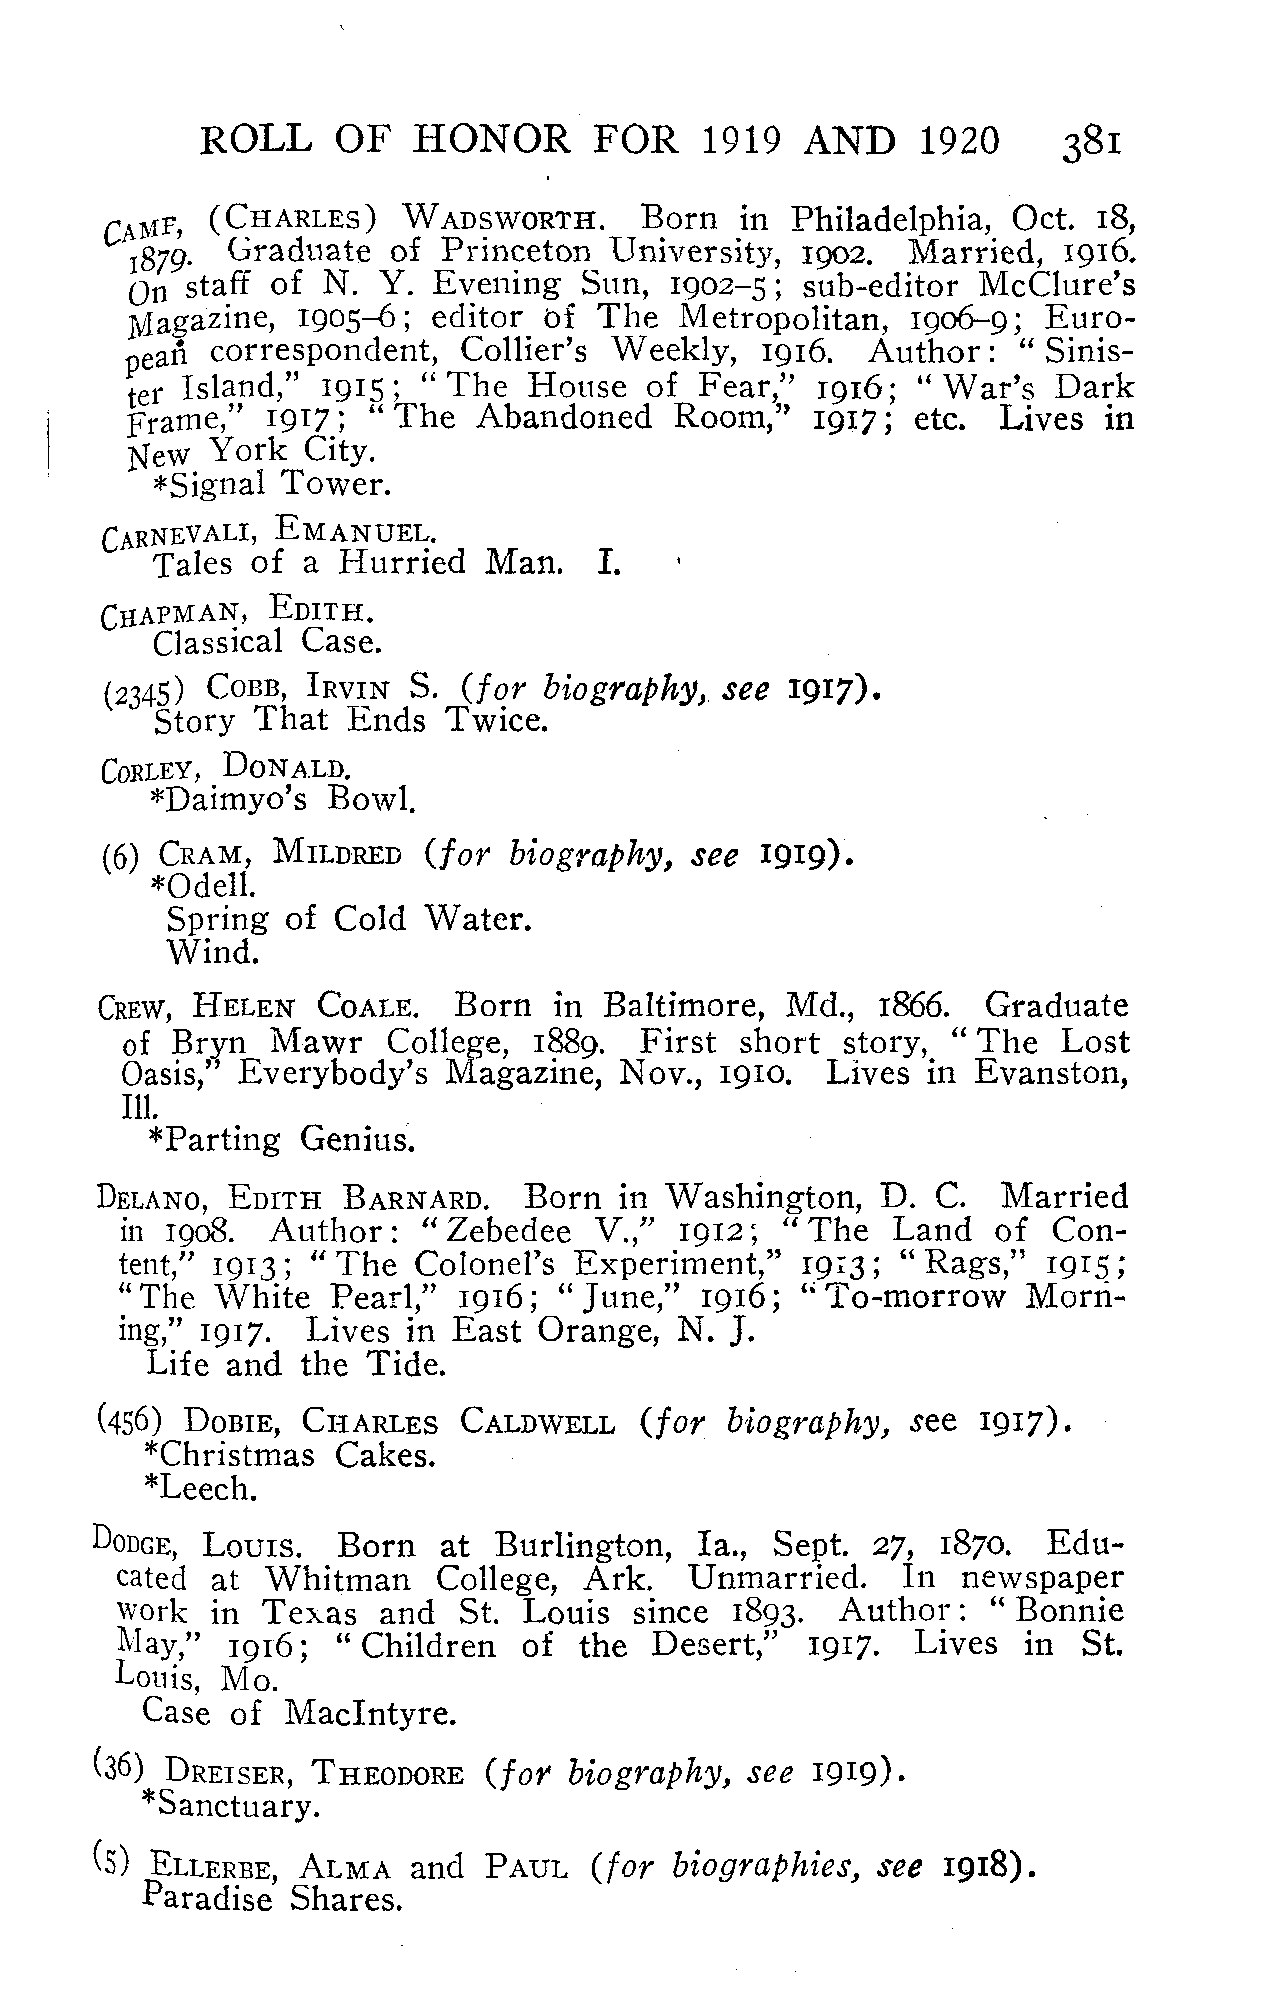 ROLL OF HONOR FOR 1919 AND 1920 381
CAMP, (CHARLES) WADSWORTH. Born in Philadelphia, Oct. 18,
1879. Graduate of Princeton University, 1902. Married, 1916.
On staff of N. Y. Evening Sun, 1902–5; sub-editor McClure's
Magazine, 1905–6; editor of The Metropolitan, 1906–9; Euro-
pean correspondent, Collier's Weekly, 1916. Author: "Sinis-
ter Island," 1915; "The House of Fear," 1916; "War's Dark
Frame," 1917; "The Abandoned Room," 1917; etc. Lives in
New York City.
*Signal Tower.
CARNEVALI, EMANUEL.
Tales of a Hurried Man. I.
CHAPMAN, EDITH.
Classical Case.
(2345) COBB, IRVIN S. (for biography, see 1917).
Story That Ends Twice.
CORLEY, DONALD.
*Daimyo's Bowl.
(6) CRAM, MILDRED (for biography, see 1919).
*Odell.
Spring of Cold Water.
Wind.
CREW, HELEN COALE. Born in Baltimore, Md., 1866. Graduate
of Bryn Mawr College, 1889. First short story, "The Lost
Oasis," Everybody's Magazine, Nov., 1910. Lives in Evanston,
Ill.
*Parting Genius.
DELANO, EDITH BARNARD. Born in Washington, D. C. Married
in 1908. Author: "Zebedee V.," 1912; "The Land of Con-
tent," 1913; "The Colonel's Experiment," 1913; "Rags," 1915;
"The White Pearl," 1916; "June," 1916; "To-morrow Morn-
ing," 1917. Lives in East Orange, N. J.
Life and the Tide.
(456) DOBIE, CHARLES CALDWELL (for biography, see 1917).
*Christmas Cakes.
*Leech.
DODGE, LOUIS. Born at Burlington, Ia., Sept. 27, 1870. Edu-
cated at Whitman College, Ark. Unmarried. In newspaper
work in Texas and St. Louis since 1893. Author: "Bonnie
May," 1916; "Children of the Desert," 1917. Lives in St.
Louis, Mo.
Case of MacIntyre.
(36) DREISER, THEODORE (for biography, see 1919).
*Sanctuary.
(5) ELLERBE, ALMA and PAUL (for biographies, see 1918).
Paradise Shares.